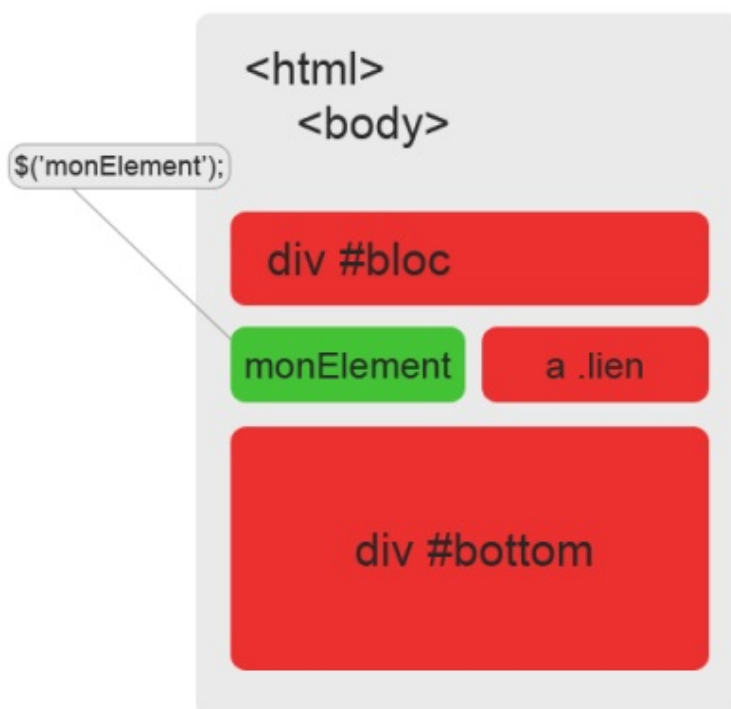 <html>
<body>
$('monElement');
div #bloc
monElement
a .lien
div #bottom